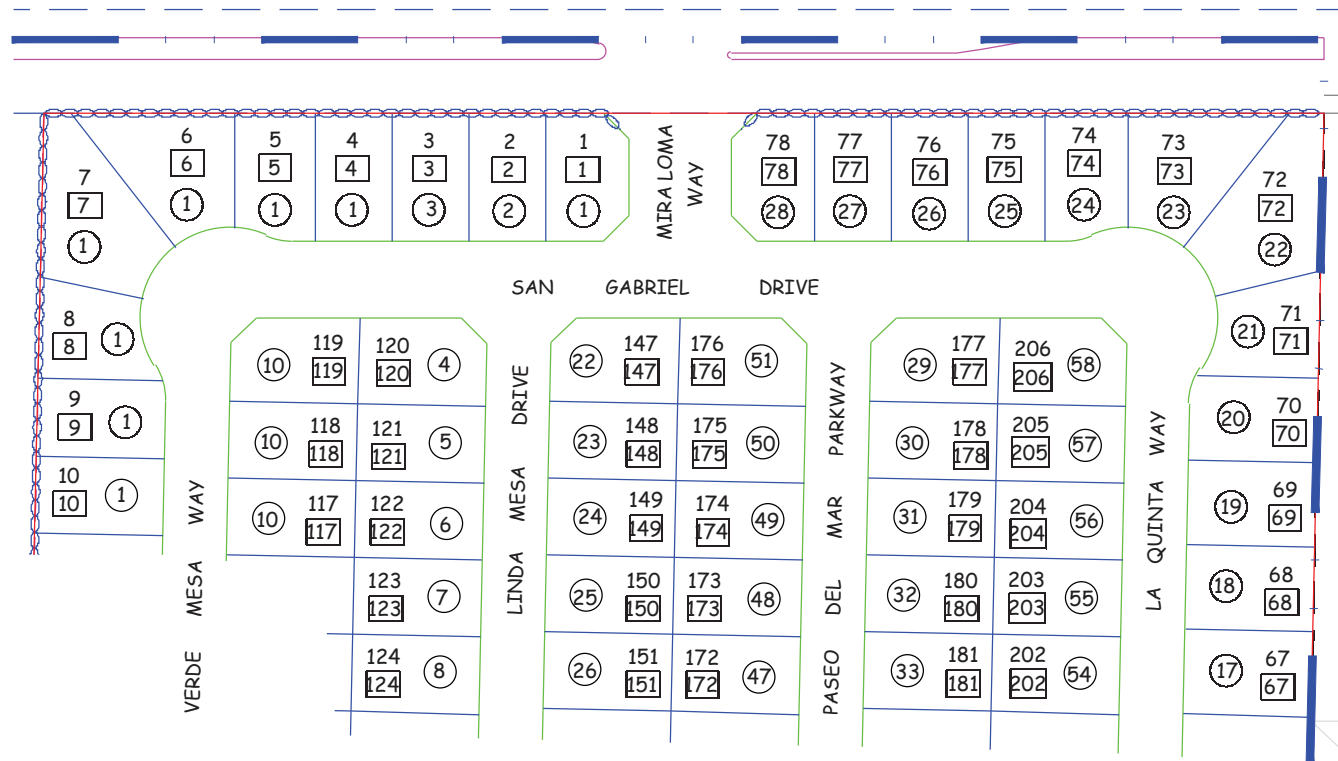 6 5 4 3 2 1
6 5 4 3 2 1
1 1 1 3 2 1
7
7
1
MIRA LOMA
WAY
78 77 76 75 74 73
78 77 76 75 74 73
28 27 26 25 24 23
72
72
22
SAN GABRIEL DRIVE
8
8 1
9
9 1
10
10 1
VERDE MESA WAY
119 120
10 119 120 4
118 121
10 118 121 5
117 122
10 117 122 6
123
123 7
124
124 8
LINDA MESA DRIVE
147 176
22 147 176 51
148 175
23 148 175 50
149 174
24 149 174 49
150 173
25 150 173 48
151 172
26 151 172 47
PASEO DEL MAR PARKWAY
177 206
29 177 206 58
178 205
30 178 205 57
179 204
31 179 204 56
180 203
32 180 203 55
181 202
33 181 202 54
LA QUINTA WAY
71
21 71
70
20 70
69
19 69
68
18 68
67
17 67